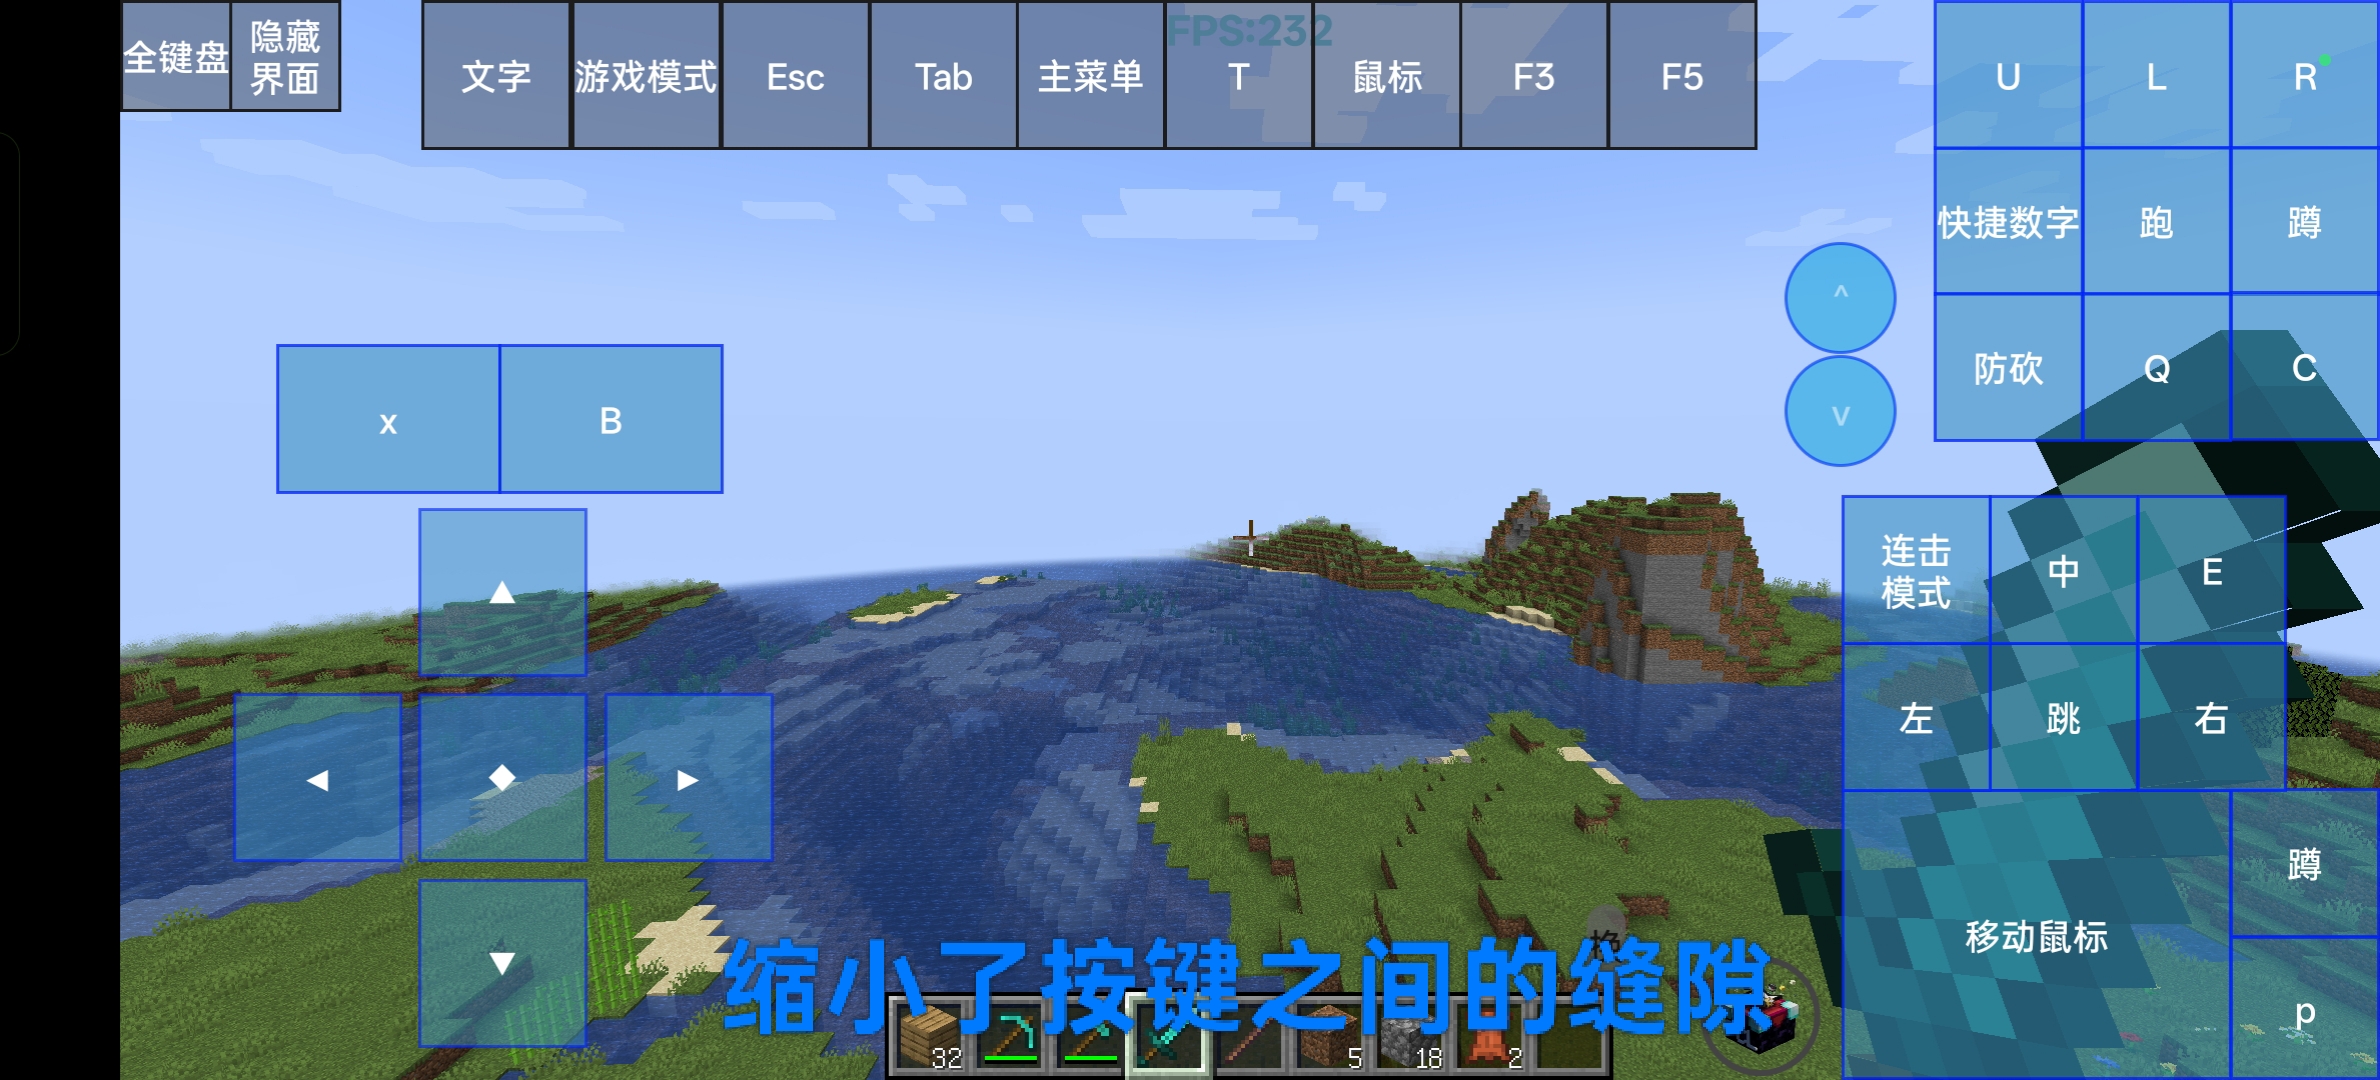 全键盘
隐藏
界面
文字
游戏模式
Esc
Tab
主菜单
T
鼠标
F3
F5
FPS:232
U
L
R
快捷数字
跑
蹲
^
v
防砍
Q
C
x
B
▲
◀
◆
▶
▼
连击
模式
中
E
左
跳
右
移动鼠标
蹲
p
缩小了按键之间的缝隙
32
5
18
2